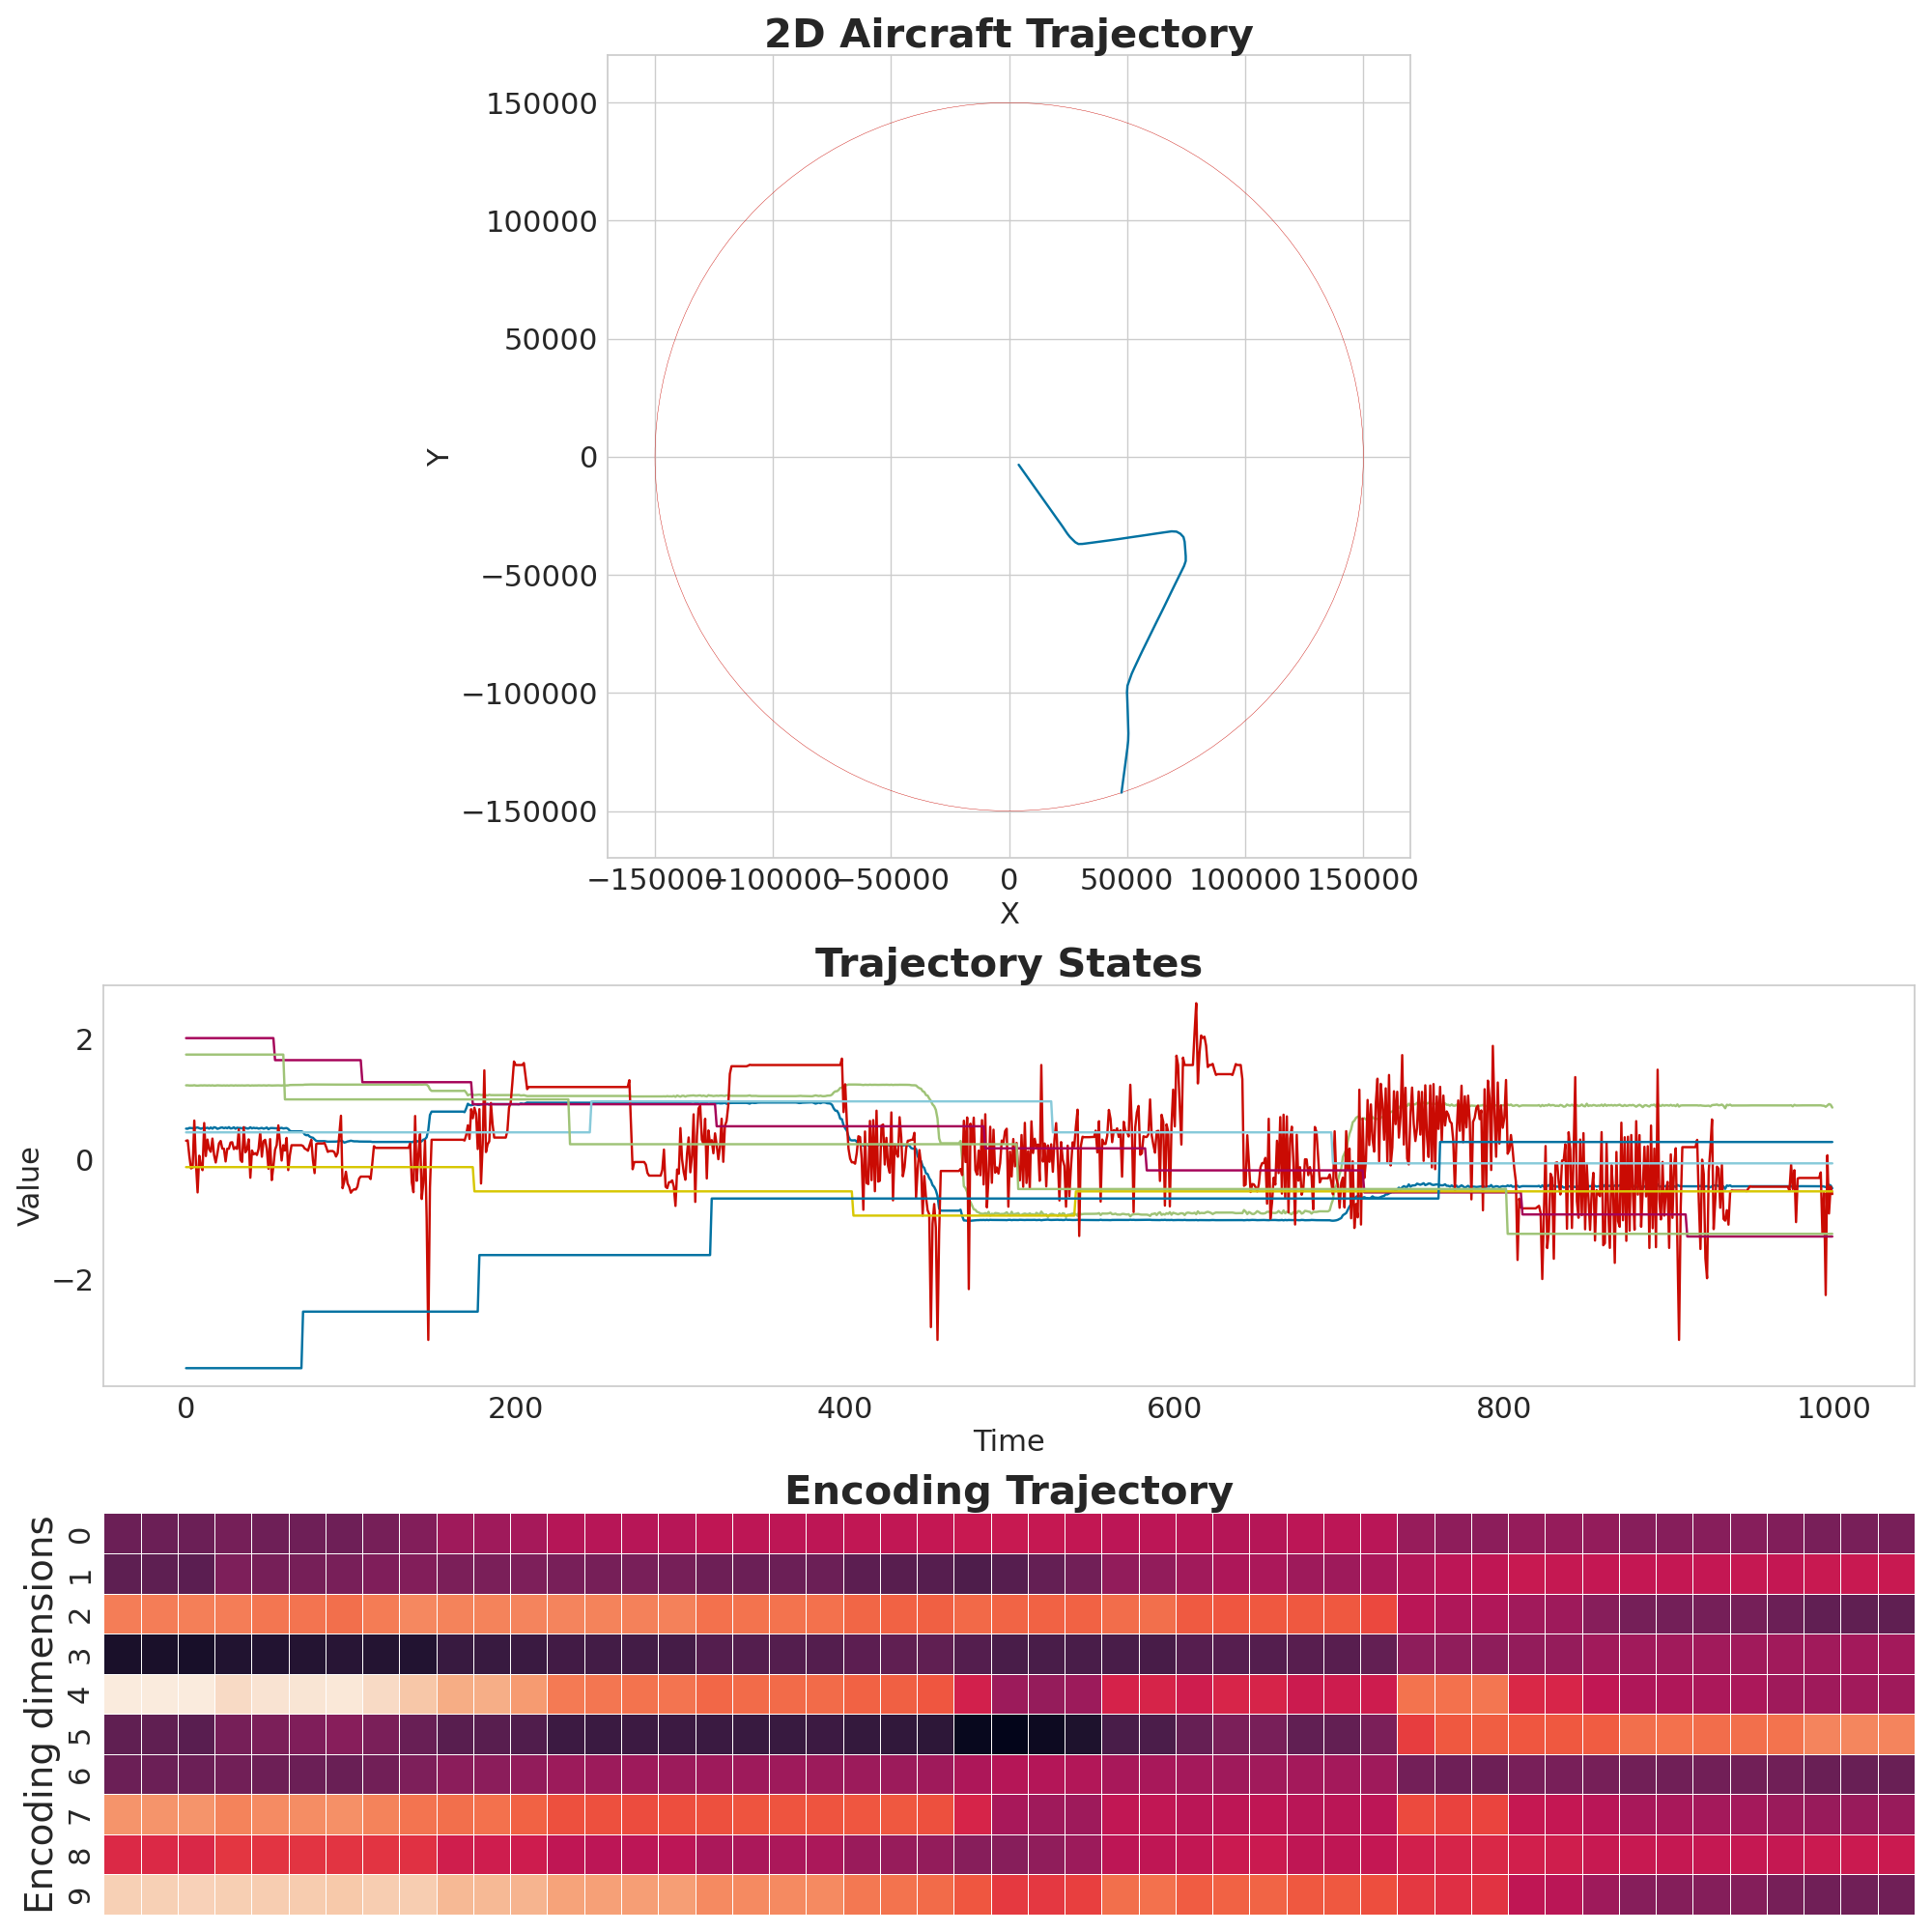 2D Aircraft Trajectory
150000
100000
50000
0
−50000
−100000
−150000
Y
−150000 −100000 −50000 0 50000 100000 150000
X
Trajectory States
2
0
−2
Value
0 200 400 600 800 1000
Time
Encoding Trajectory
Encoding dimensions
0
1
2
3
4
5
6
7
8
9